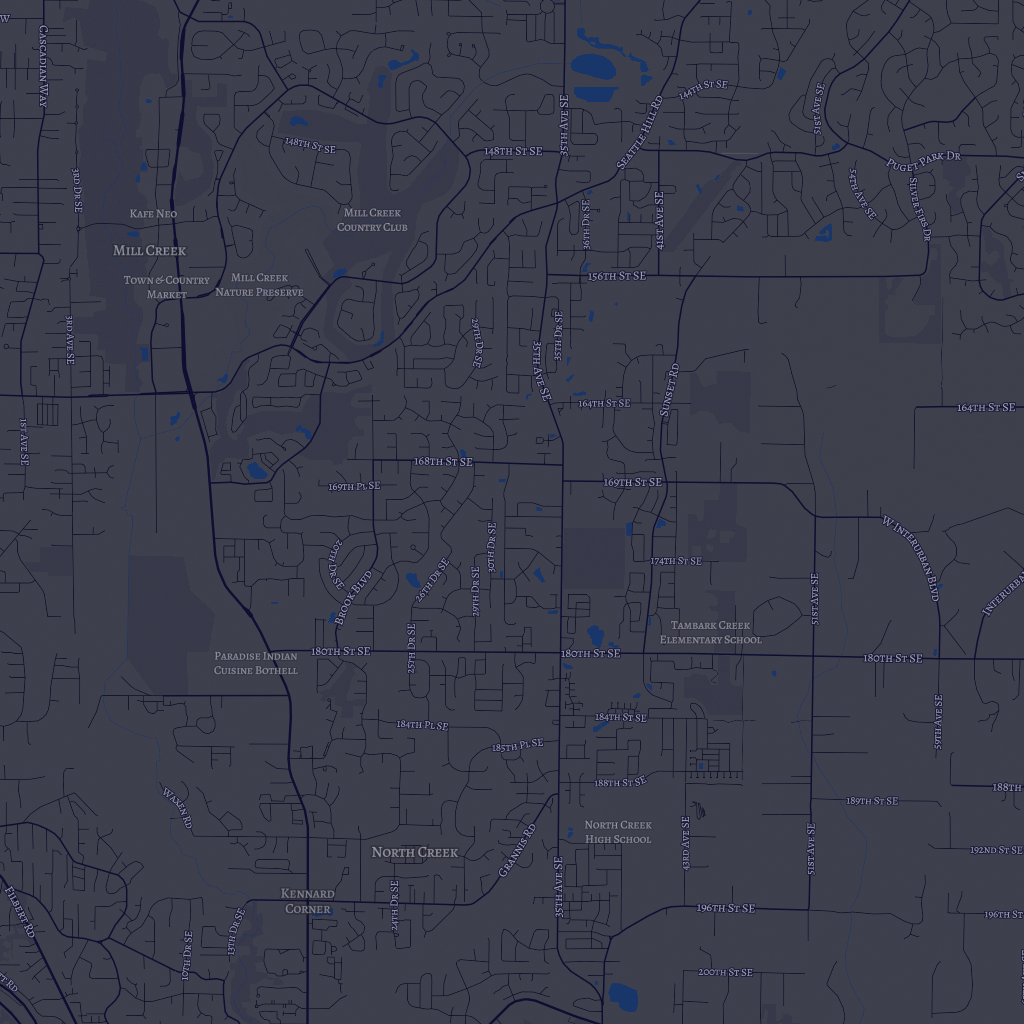 W
Cascadian Way
3rd Dr SE
Kafe Neo
Mill Creek
Town & Country
Market
Mill Creek
Nature Preserve
Mill Creek
Country Club
148th St SE
148th St SE
35th Ave SE
Seattle Hill Rd
144th St SE
51st Ave SE
Puget Park Dr
54th Ave SE
Silver Firs Dr
36th Dr SE
41st Ave SE
156th St SE
3rd Ave SE
29th Dr SE
35th Ave SE
35th Dr SE
164th St SE
Sunset Rd
164th St SE
1st Ave SE
168th St SE
169th Pl SE
169th St SE
W Interurban Blvd
Interurban
20th Dr SE
Brook Blvd
26th Dr SE
30th Dr SE
29th Dr SE
174th St SE
51st Ave SE
Tambark Creek
Elementary School
Paradise Indian
Cuisine Bothell
180th St SE
25th Dr SE
180th St SE
180th St SE
184th Pl SE
185th Pl SE
184th St SE
59th Ave SE
188th St SE
188th
189th St SE
Waxen Rd
North Creek
Grannis Rd
North Creek
High School
43rd Ave SE
51st Ave SE
192nd St SE
Kennard
Corner
24th Dr SE
35th Ave SE
196th St SE
196th St
Filbert Rd
13th Dr SE
10th Dr SE
200th St SE